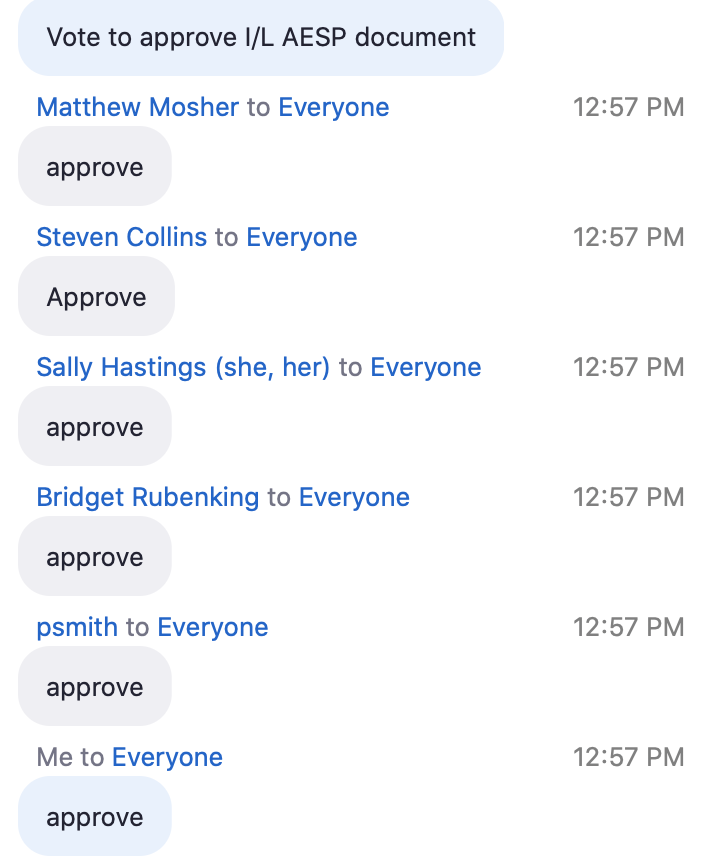 Vote to approve I/L AESP document
Matthew Mosher to Everyone 12:57 PM
approve
Steven Collins to Everyone 12:57 PM
Approve
Sally Hastings (she, her) to Everyone 12:57 PM
approve
Bridget Rubenking to Everyone 12:57 PM
approve
psmith to Everyone 12:57 PM
approve
Me to Everyone 12:57 PM
approve